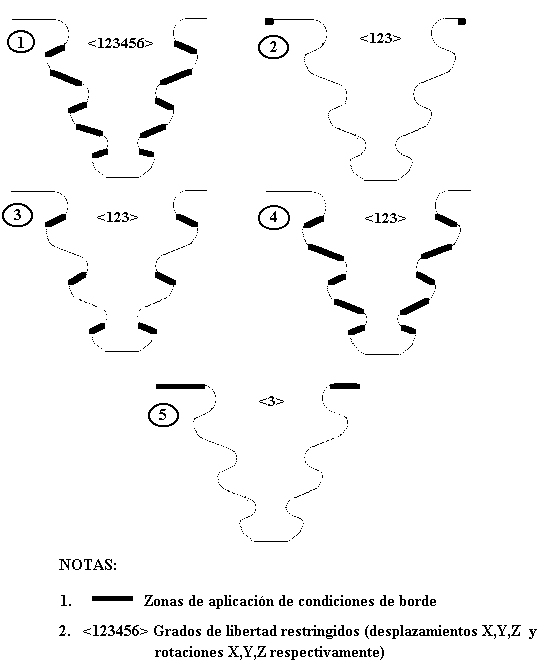 1
<123456>
2
<123>
3
<123>
4
<123>
5
<3>
NOTAS:
1. Zonas de aplicación de condiciones de borde
2. <123456> Grados de libertad restringidos (desplazamientos X,Y,Z y
rotaciones X,Y,Z respectivamente)